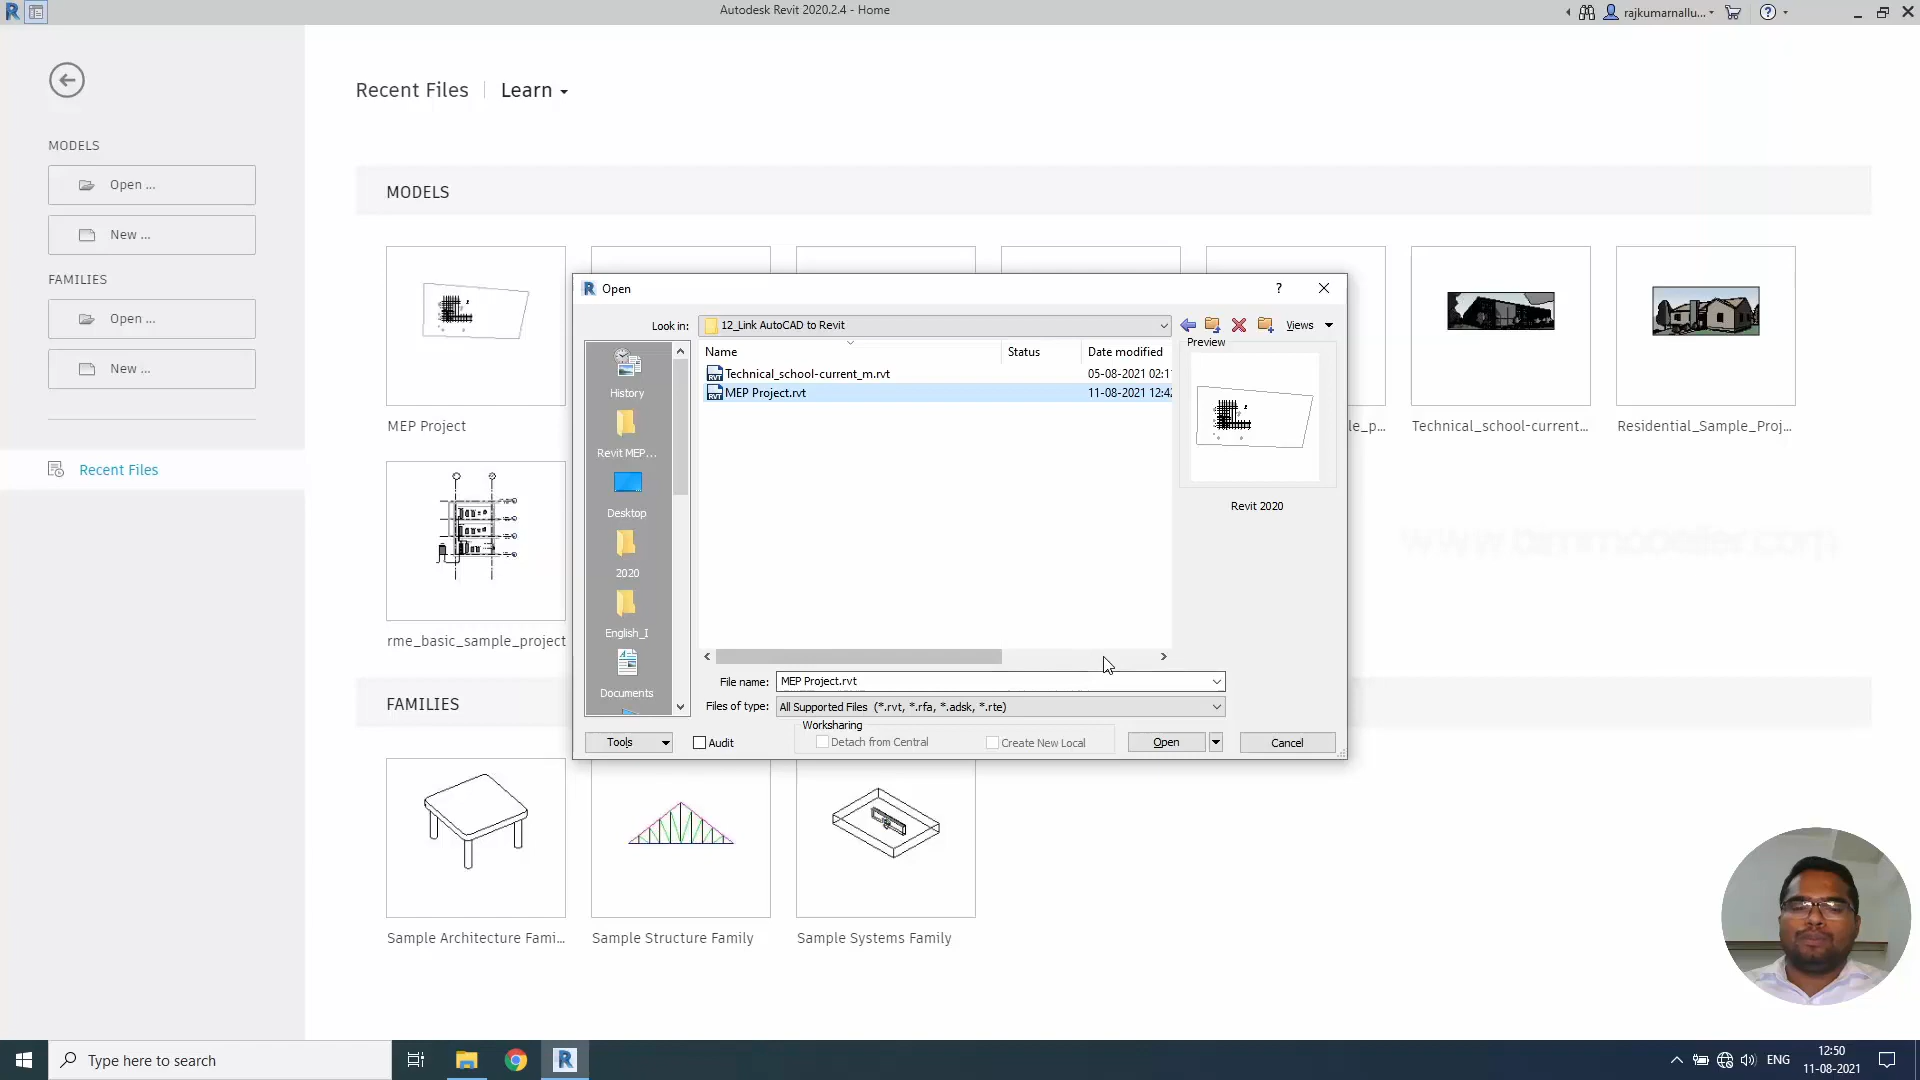 Autodesk Revit 2020.2.4 - Home
rajkumarnallu...
Recent Files
Learn
MODELS
Open ...
New ...
FAMILIES
Open ...
New ...
Recent Files
MODELS
MEP Project
le_p...
Technical_school-current...
Residential_Sample_Proj...
rme_basic_sample_project
FAMILIES
Sample Architecture Fami...
Sample Structure Family
Sample Systems Family
Open
?
Look in:
12_Link AutoCAD to Revit
Views
Name
Status
Date modified
Technical_school-current_m.rvt
05-08-2021 02:1
MEP Project.rvt
11-08-2021 12:42
Preview
Revit 2020
History
Revit MEP...
Desktop
2020
English_I
Documents
File name:
MEP Project.rvt
Files of type:
All Supported Files (*.rvt, *.rfa, *.adsk, *.rte)
Worksharing
Tools
Audit
Detach from Central
Create New Local
Open
Cancel
www.bimmodeller.com
Type here to search
ENG
12:50
11-08-2021